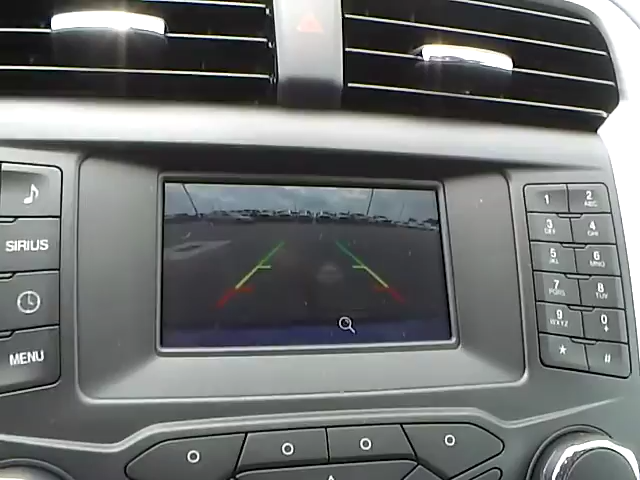 SIRIUS
MENU
1 2 ABC
3 DEF 4 GHI
5 JKL 6 MNO
7 PQRS 8 TUV
9 WXYZ 0 +
* #